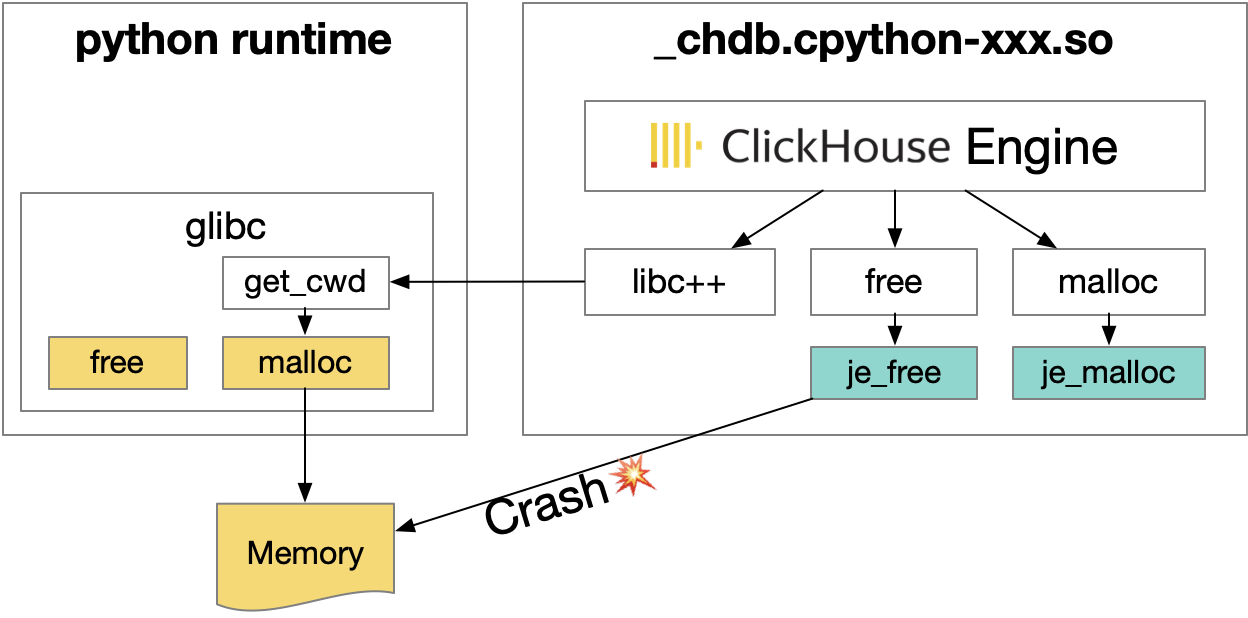 python runtime
glibc
get_cwd
free
malloc
Memory
_chdb.cpython-xxx.so
ClickHouse Engine
libc++
free
malloc
je_free
je_malloc
Crash💥